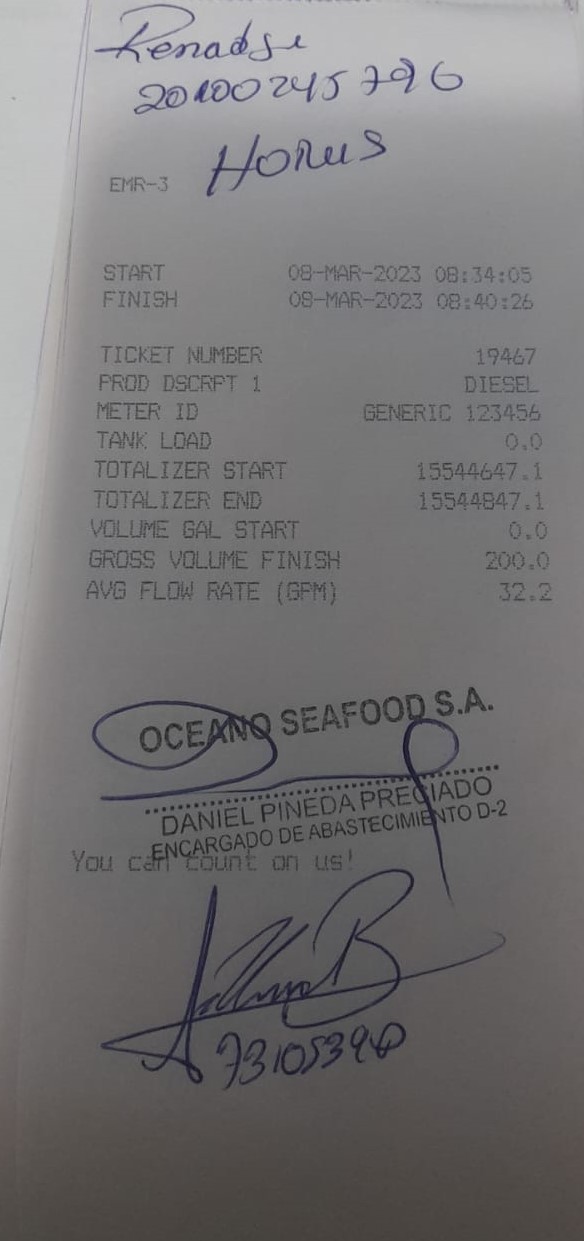 20100245796
HORUS
EMR-3
START 08-MAR-2023 08:34:05
FINISH 08-MAR-2023 08:40:26
TICKET NUMBER 19467
PROD DSCRPT 1 DIESEL
METER ID GENERIC 123456
TANK LOAD 0.0
TOTALIZER START 15544647.1
TOTALIZER END 15544847.1
VOLUME GAL START 0.0
GROSS VOLUME FINISH 200.0
AVG FLOW RATE (GPM) 32.2
OCEANO SEAFOOD S.A.
DANIEL PINEDA PRECIADO
ENCARGADO DE ABASTECIMIENTO D-2
You can count on us!